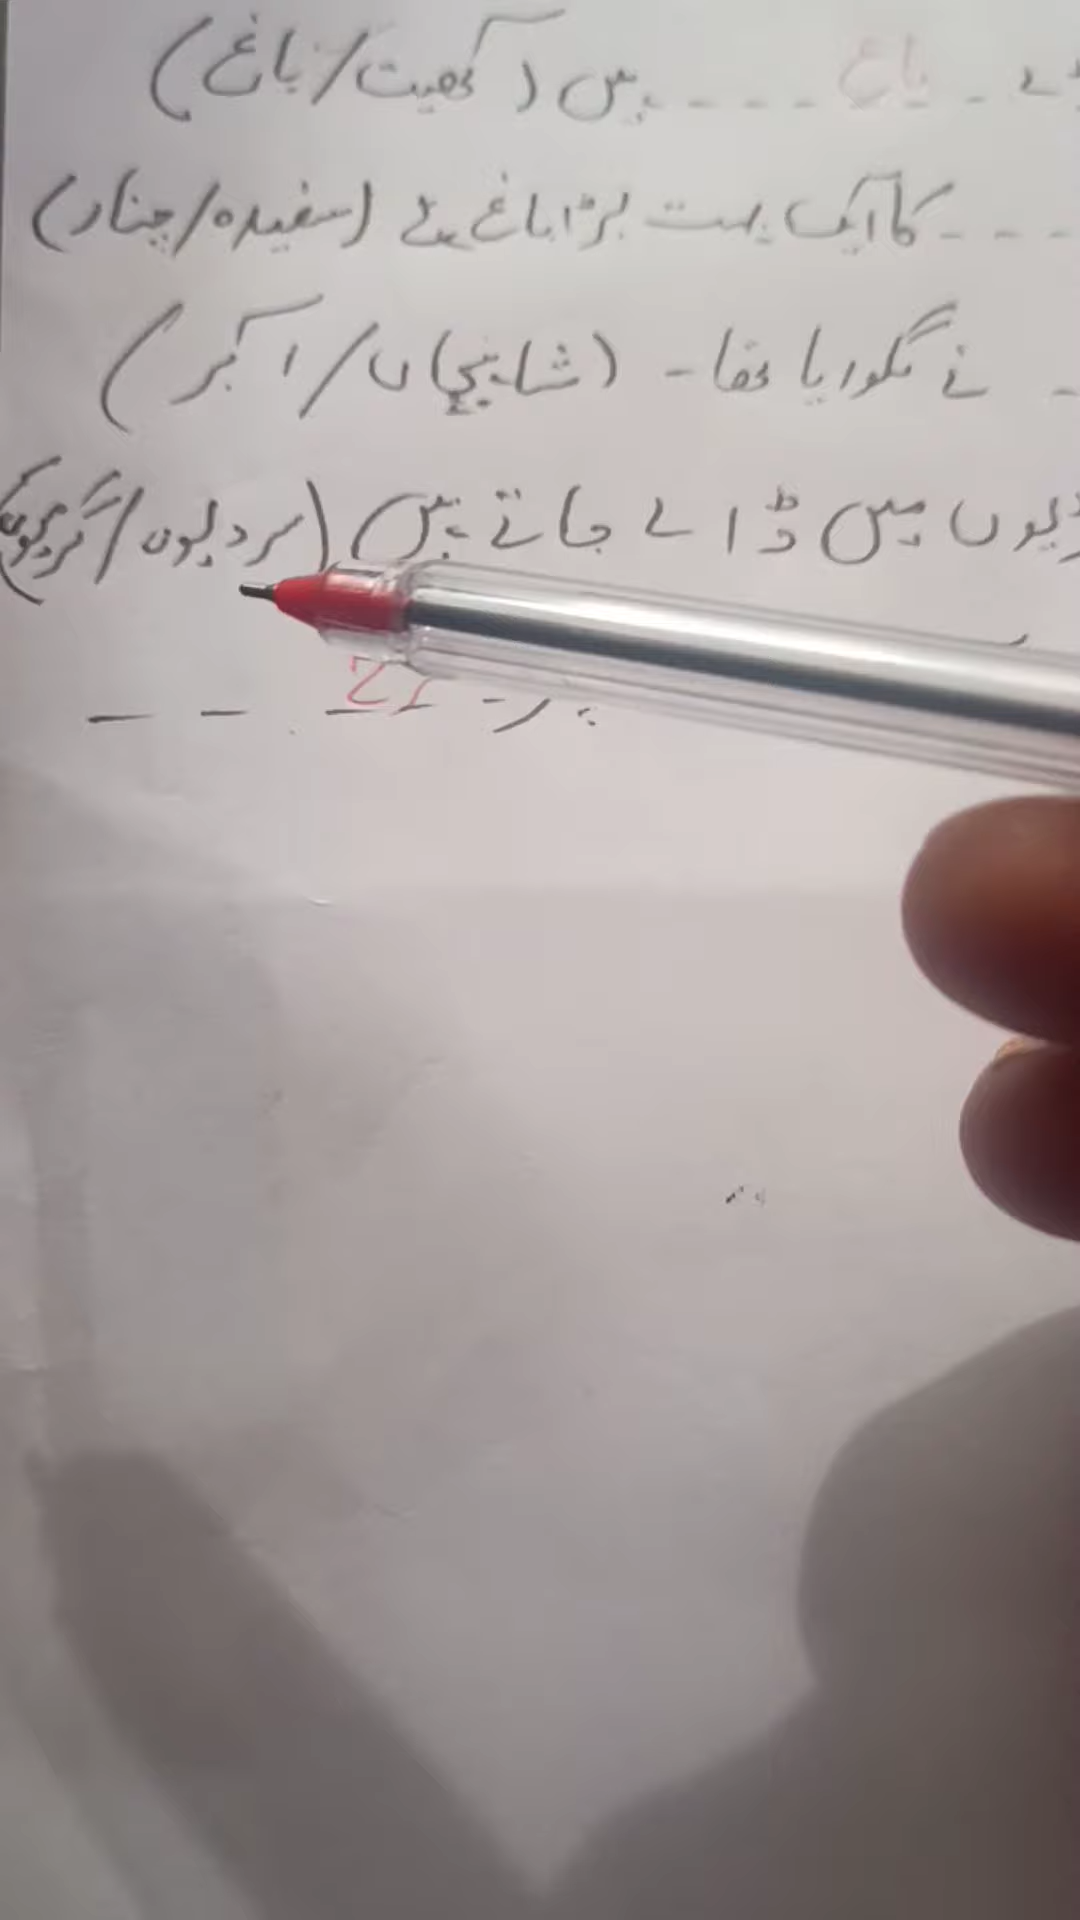 باغ ہیں (کھیت/باغ)
کا ایک بہت بڑا باغ ہے (سفیدہ/چنار)
نے لگوایا تھا - (شاہجہاں/اکبر)
میں ڈالے جاتے ہیں (سردیوں/گرمیوں)